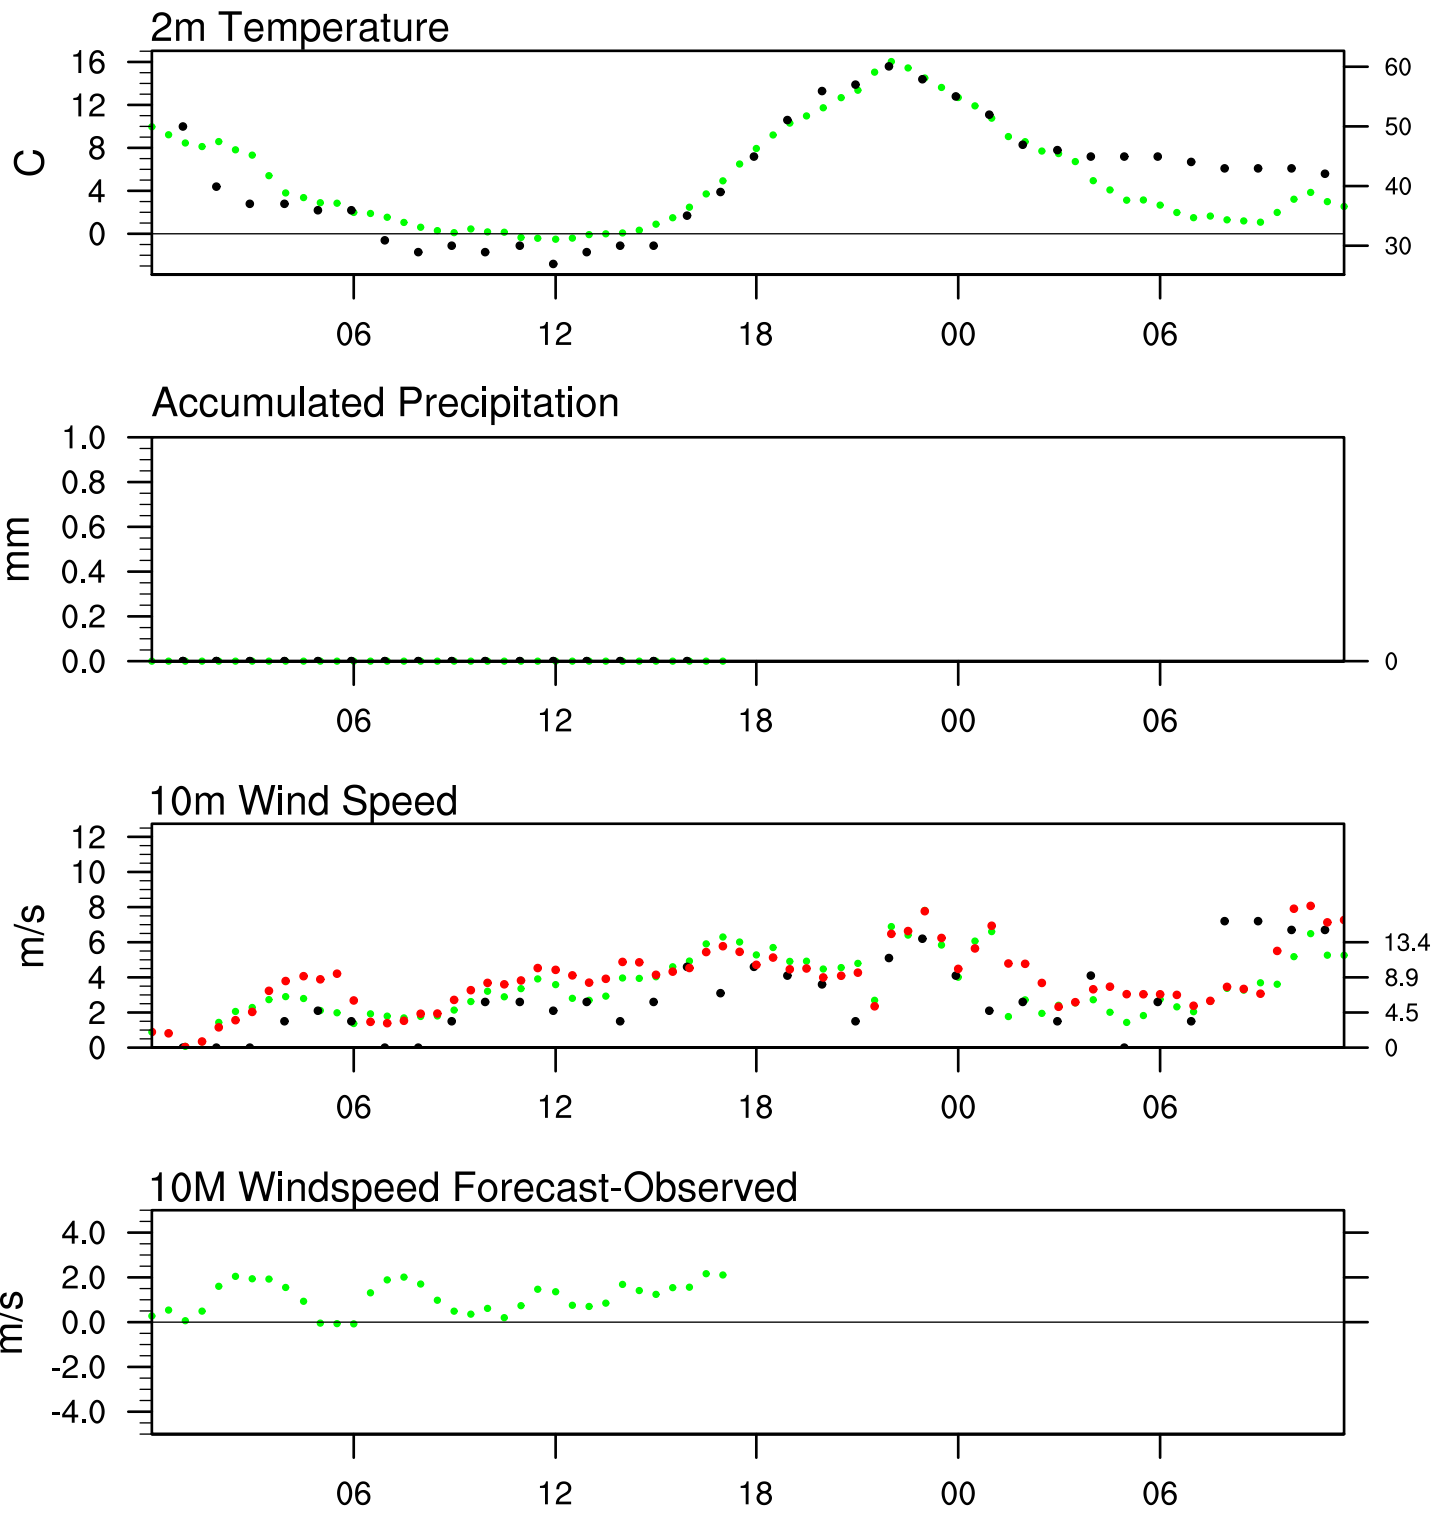 2m Temperature
16
12
8
4
0
C
60
50
40
30
06 12 18 00 06
Accumulated Precipitation
1.0
0.8
0.6
0.4
0.2
0.0
mm
0
06 12 18 00 06
10m Wind Speed
12
10
8
6
4
2
0
m/s
13.4
8.9
4.5
0
06 12 18 00 06
10M Windspeed Forecast-Observed
4.0
2.0
0.0
-2.0
-4.0
m/s
06 12 18 00 06